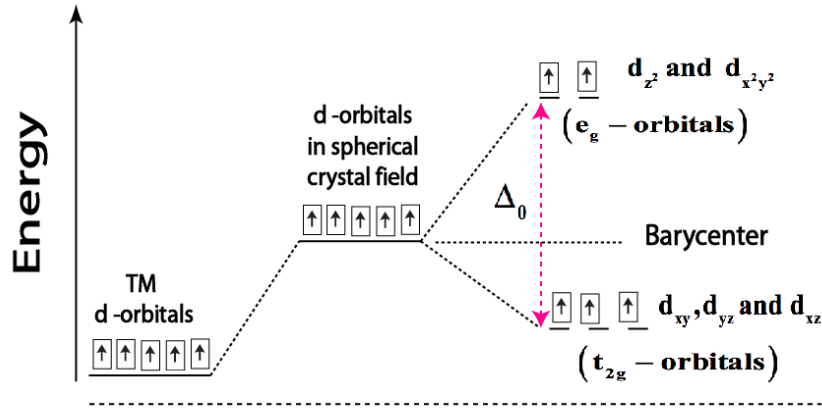 Energy
TM
d -orbitals
d -orbitals
in spherical
crystal field
Δ₀
d_{z²} and d_{x²y²}
(e_g − orbitals)
Barycenter
d_{xy}, d_{yz} and d_{xz}
(t_{2g} − orbitals)